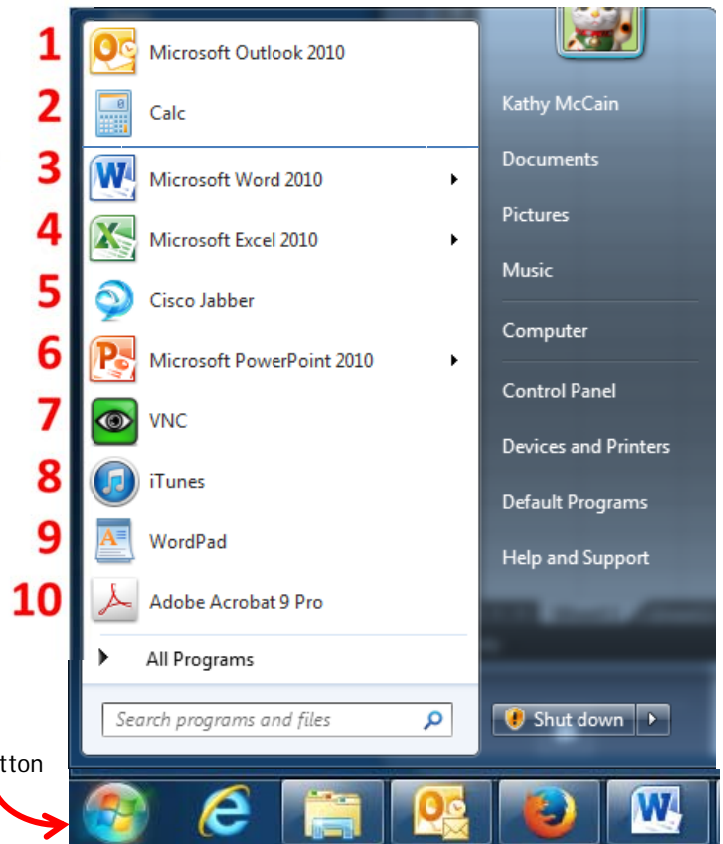 1 Microsoft Outlook 2010
2 Calc
3 Microsoft Word 2010
4 Microsoft Excel 2010
5 Cisco Jabber
6 Microsoft PowerPoint 2010
7 VNC
8 iTunes
9 WordPad
10 Adobe Acrobat 9 Pro
All Programs
Search programs and files
Kathy McCain
Documents
Pictures
Music
Computer
Control Panel
Devices and Printers
Default Programs
Help and Support
Shut down
tton